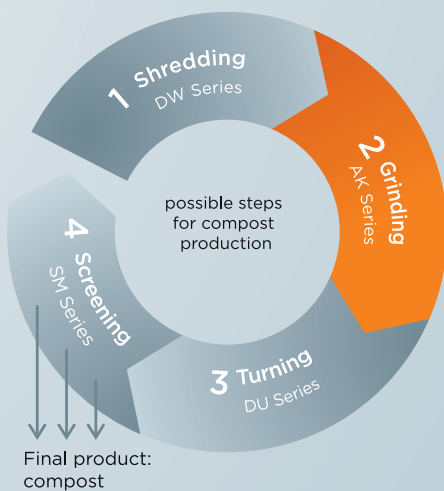 1 Shredding
DW Series
2 Grinding
AK Series
3 Turning
DU Series
4 Screening
SM Series
possible steps
for compost
production
Final product:
compost